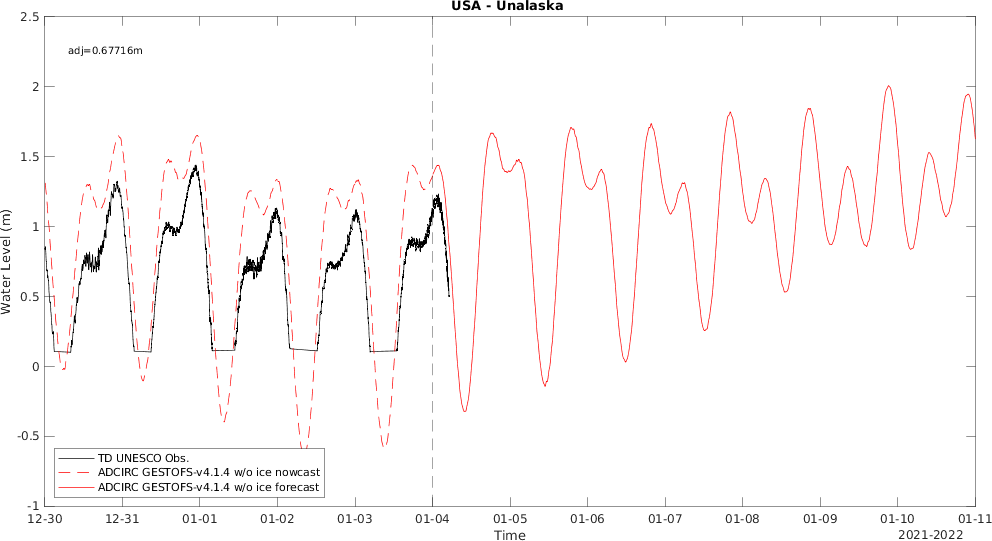 USA - Unalaska
2.5
adj=0.67716m
2
1.5
1
0.5
0
-0.5
-1
Water Level (m)
TD UNESCO Obs.
ADCIRC GESTOFS-v4.1.4 w/o ice nowcast
ADCIRC GESTOFS-v4.1.4 w/o ice forecast
12-30 12-31 01-01 01-02 01-03 01-04 01-05 01-06 01-07 01-08 01-09 01-10 01-11
Time
2021-2022